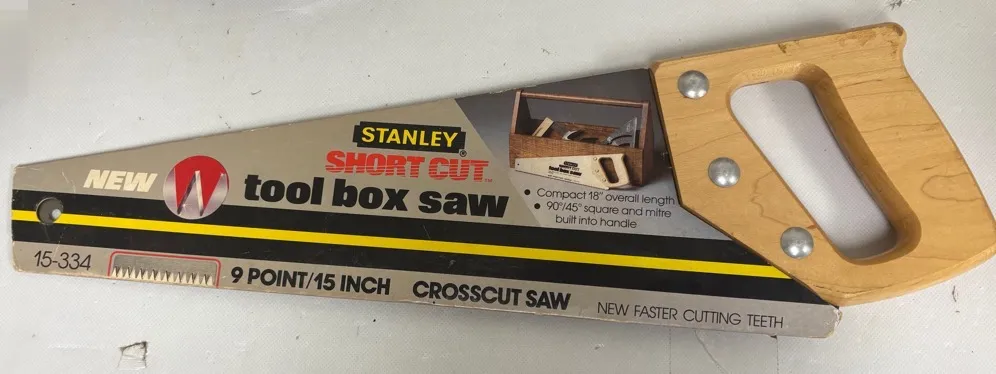 STANLEY®
SHORT CUT™
NEW
tool box saw
• Compact 18" overall length
• 90°/45° square and mitre
built into handle
15-334
9 POINT/15 INCH CROSSCUT SAW
NEW FASTER CUTTING TEETH